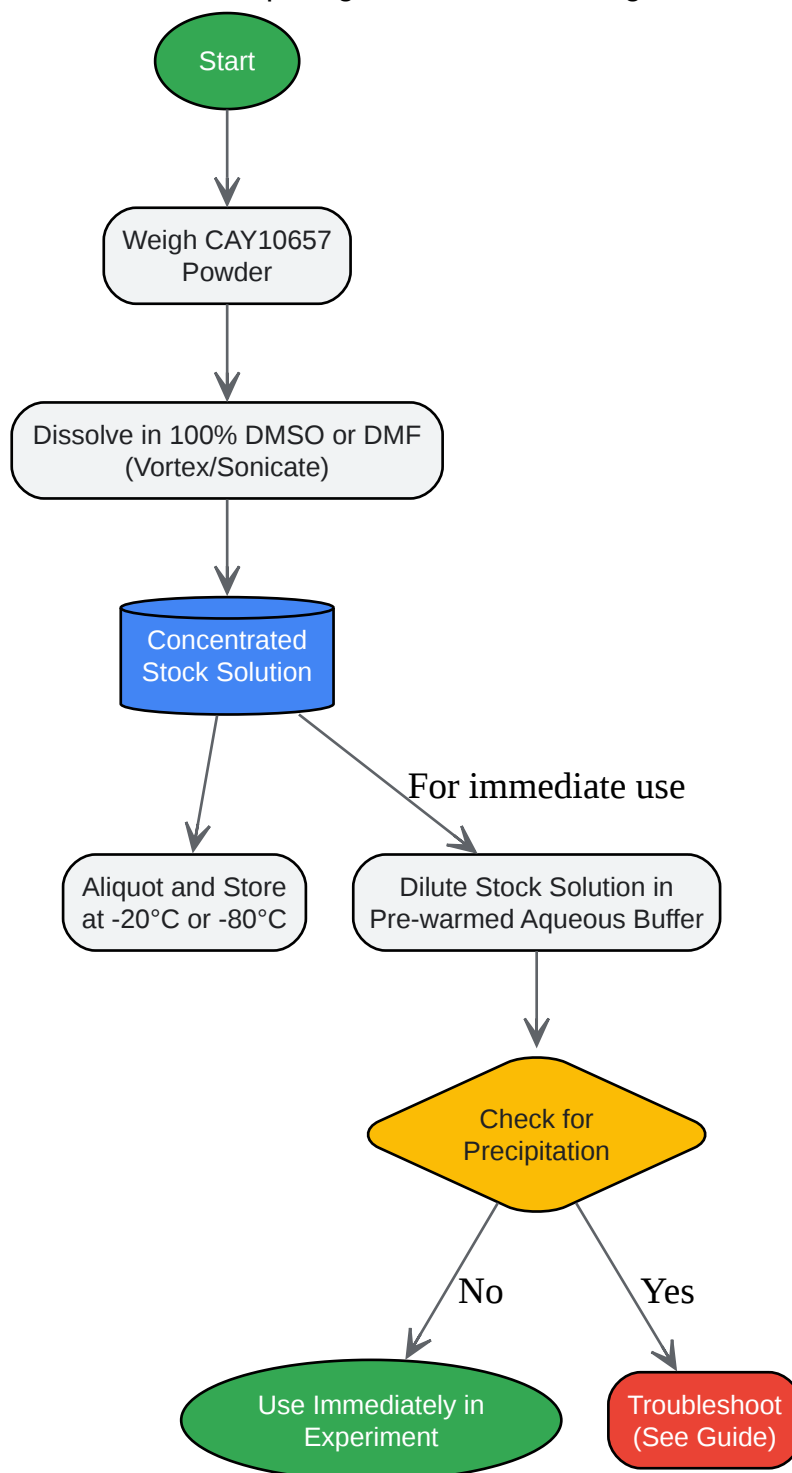 Start
Weigh CAY10657
Powder
Dissolve in 100% DMSO or DMF
(Vortex/Sonicate)
Concentrated
Stock Solution
For immediate use
Aliquot and Store
at -20°C or -80°C
Dilute Stock Solution in
Pre-warmed Aqueous Buffer
Check for
Precipitation
No
Yes
Use Immediately in
Experiment
Troubleshoot
(See Guide)